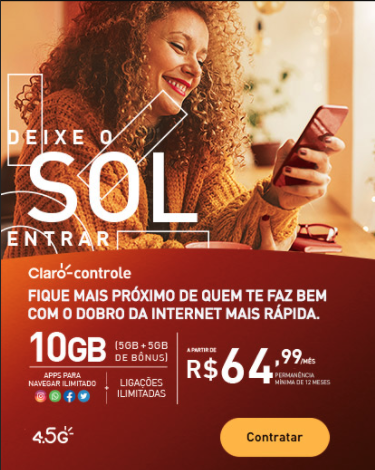 DEIXE O
SOL
ENTRAR
Claro controle
FIQUE MAIS PRÓXIMO DE QUEM TE FAZ BEM
COM O DOBRO DA INTERNET MAIS RÁPIDA.
10GB
(5GB+5GB
DE BÔNUS)
APPS PARA
NAVEGAR ILIMITADO
+
LIGAÇÕES
ILIMITADAS
A PARTIR DE
R$64,99/MÊS
PERMANÊNCIA
MÍNIMA DE 12 MESES
4.5G
Contratar